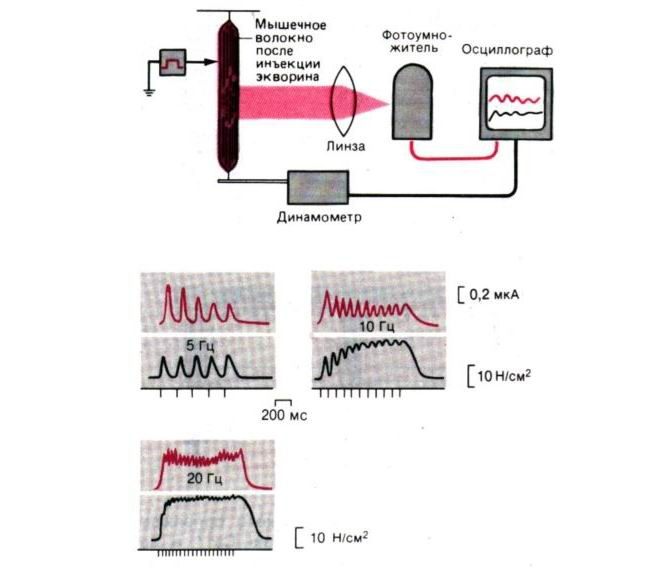 Мышечное
волокно
после
инъекции
экворина
Фотоумно-
житель
Осциллограф
Линза
Динамометр
0,2 мкА
10 Гц
5 Гц
10 Н/см²
200 мс
20 Гц
10 Н/см²